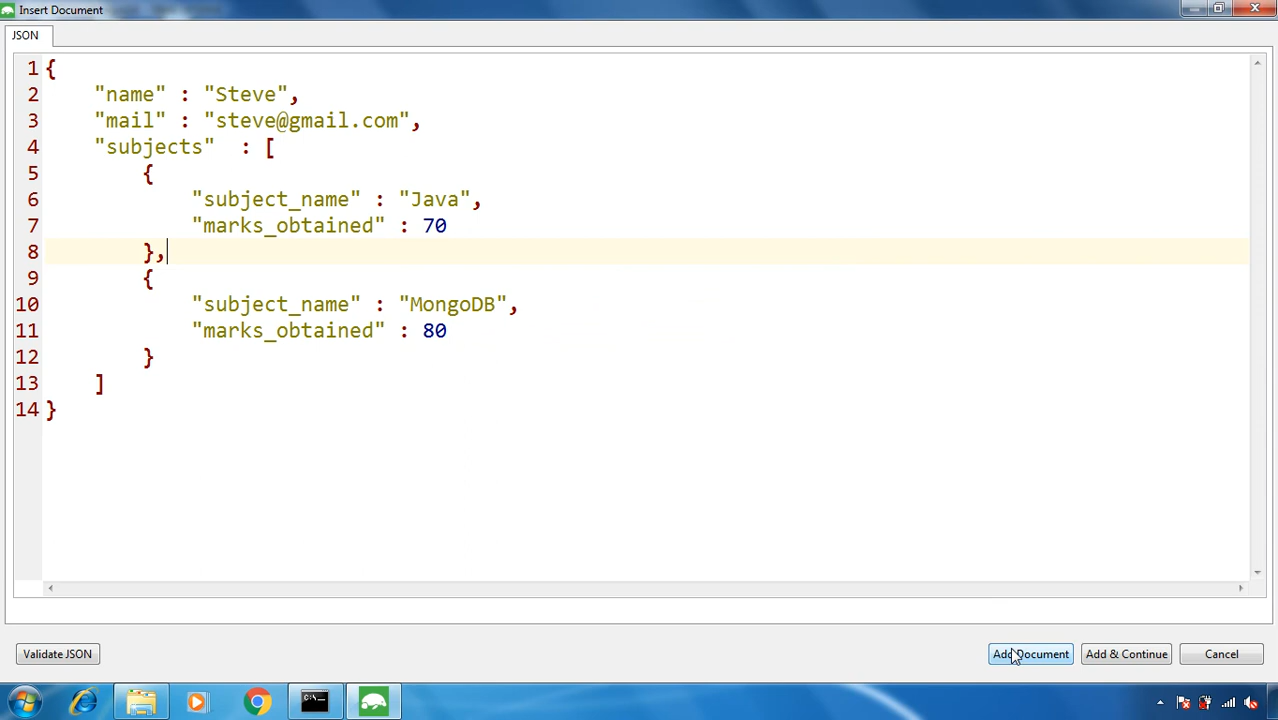 Insert Document
JSON
1 {
2 "name" : "Steve",
3 "mail" : "steve@gmail.com",
4 "subjects" : [
5 {
6 "subject_name" : "Java",
7 "marks_obtained" : 70
8 },
9 {
10 "subject_name" : "MongoDB",
11 "marks_obtained" : 80
12 }
13 ]
14 }
Validate JSON
Add Document
Add & Continue
Cancel
C:\.